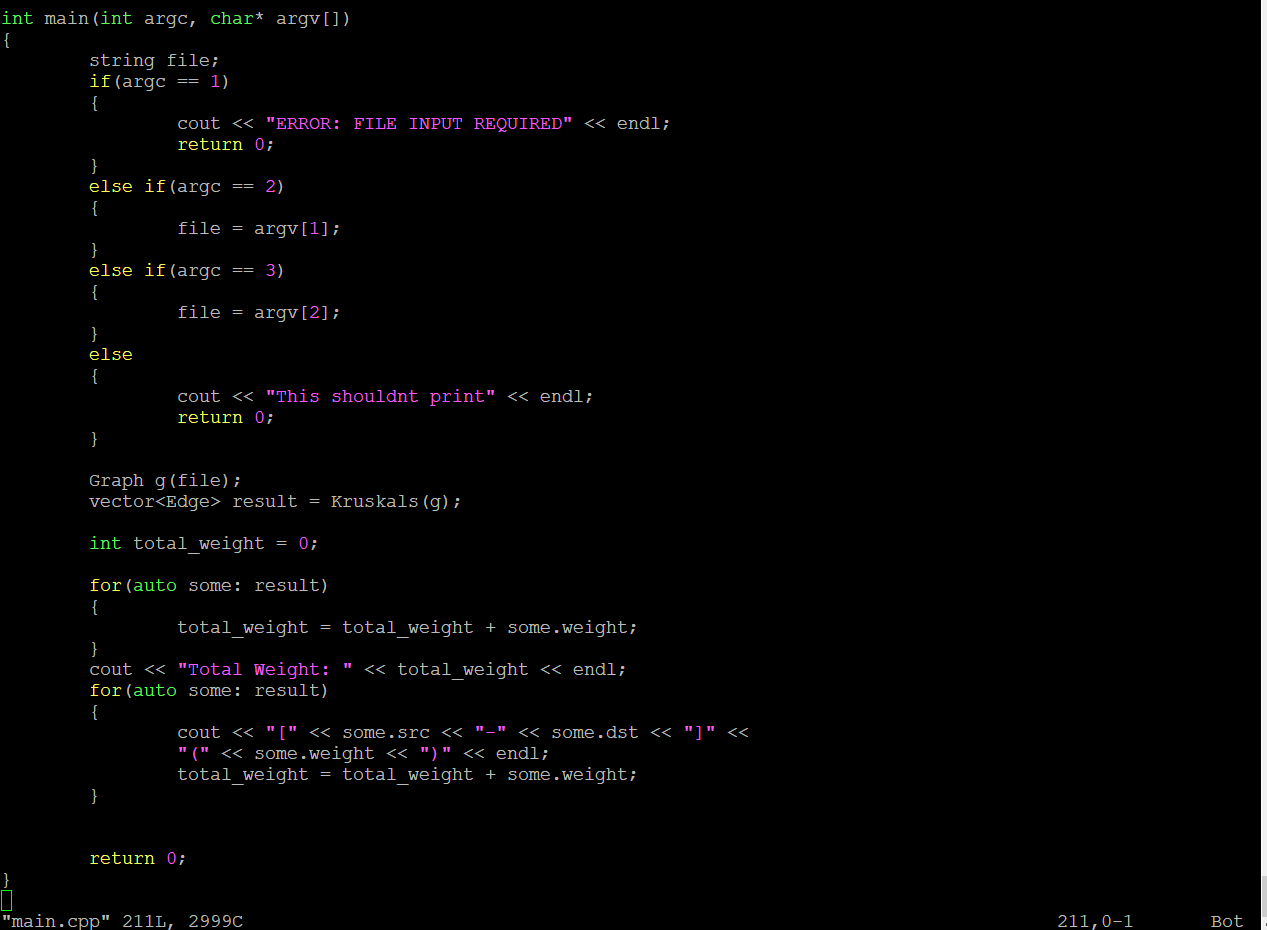 int main(int argc, char* argv[])
{
        string file;
        if(argc == 1)
        {
                cout << "ERROR: FILE INPUT REQUIRED" << endl;
                return 0;
        }
        else if(argc == 2)
        {
                file = argv[1];
        }
        else if(argc == 3)
        {
                file = argv[2];
        }
        else
        {
                cout << "This shouldnt print" << endl;
                return 0;
        }

        Graph g(file);
        vector<Edge> result = Kruskals(g);

        int total_weight = 0;

        for(auto some: result)
        {
                total_weight = total_weight + some.weight;
        }
        cout << "Total Weight: " << total_weight << endl;
        for(auto some: result)
        {
                cout << "[" << some.src << "-" << some.dst << "]" <<
                "(" << some.weight << ")" << endl;
                total_weight = total_weight + some.weight;
        }


        return 0;
}
"main.cpp" 211L, 2999C 211,0-1 Bot